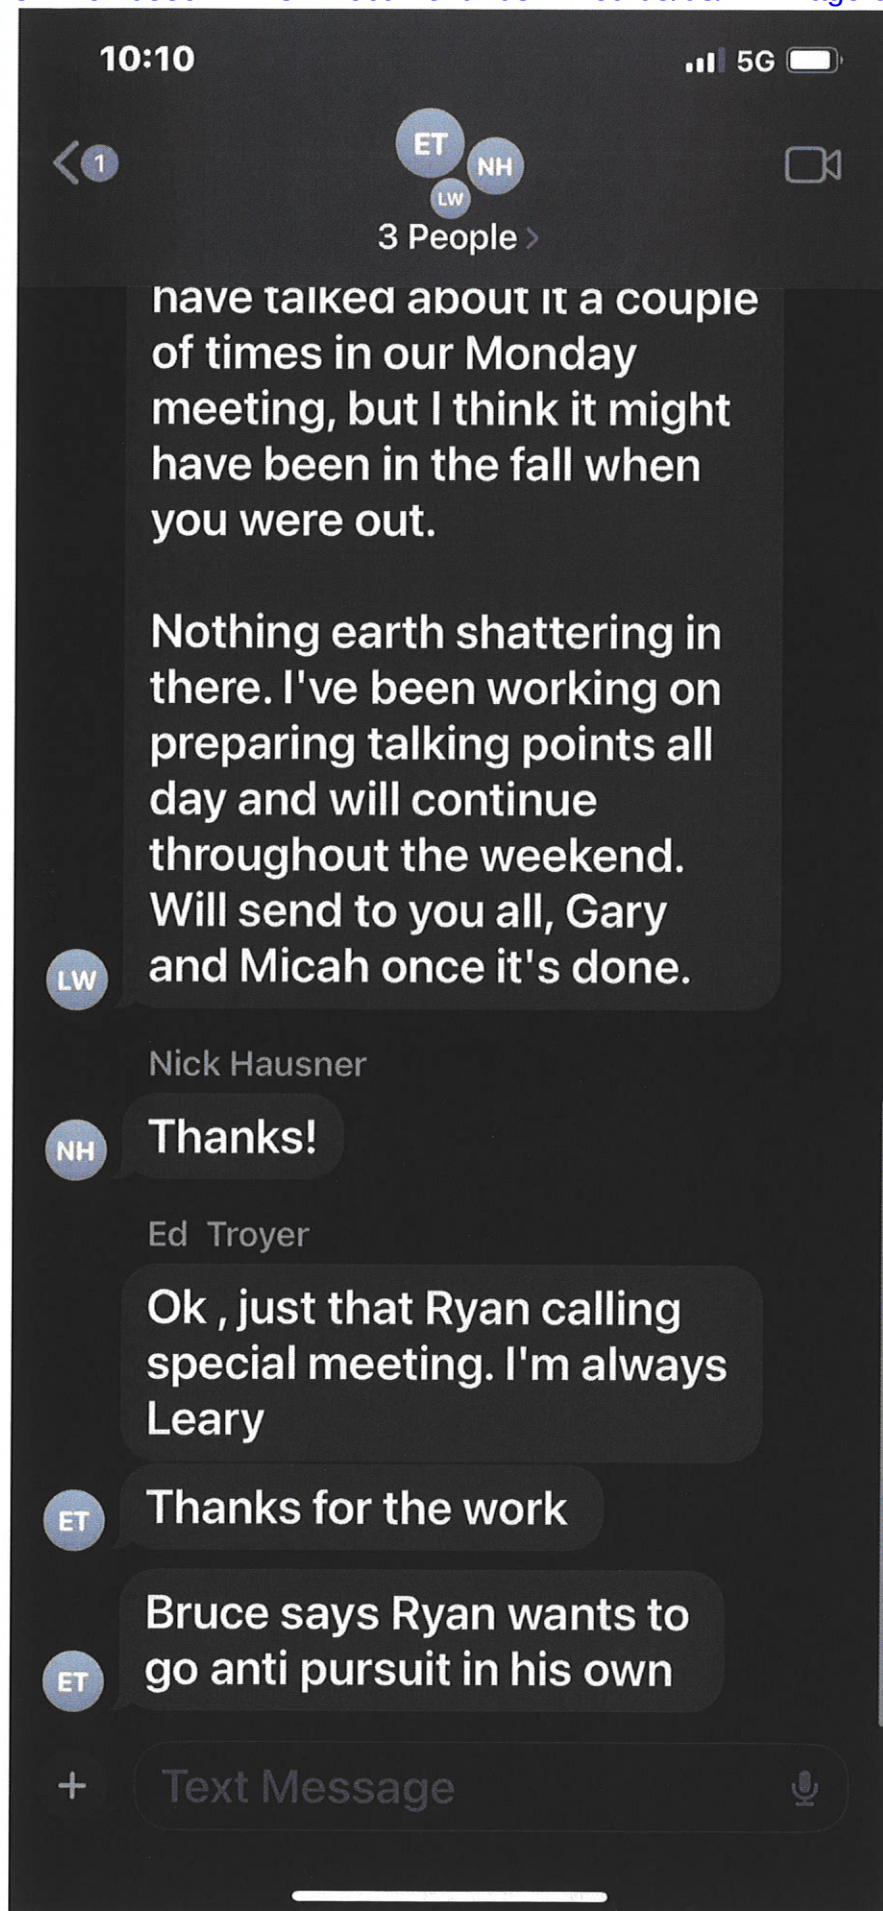 10:10
5G
1
ET
NH
LW
3 People
have talked about it a couple
of times in our Monday
meeting, but I think it might
have been in the fall when
you were out.
Nothing earth shattering in
there. I've been working on
preparing talking points all
day and will continue
throughout the weekend.
Will send to you all, Gary
and Micah once it's done.
LW
Nick Hausner
Thanks!
NH
Ed Troyer
Ok , just that Ryan calling
special meeting. I'm always
Leary
Thanks for the work
ET
Bruce says Ryan wants to
go anti pursuit in his own
ET
+ Text Message